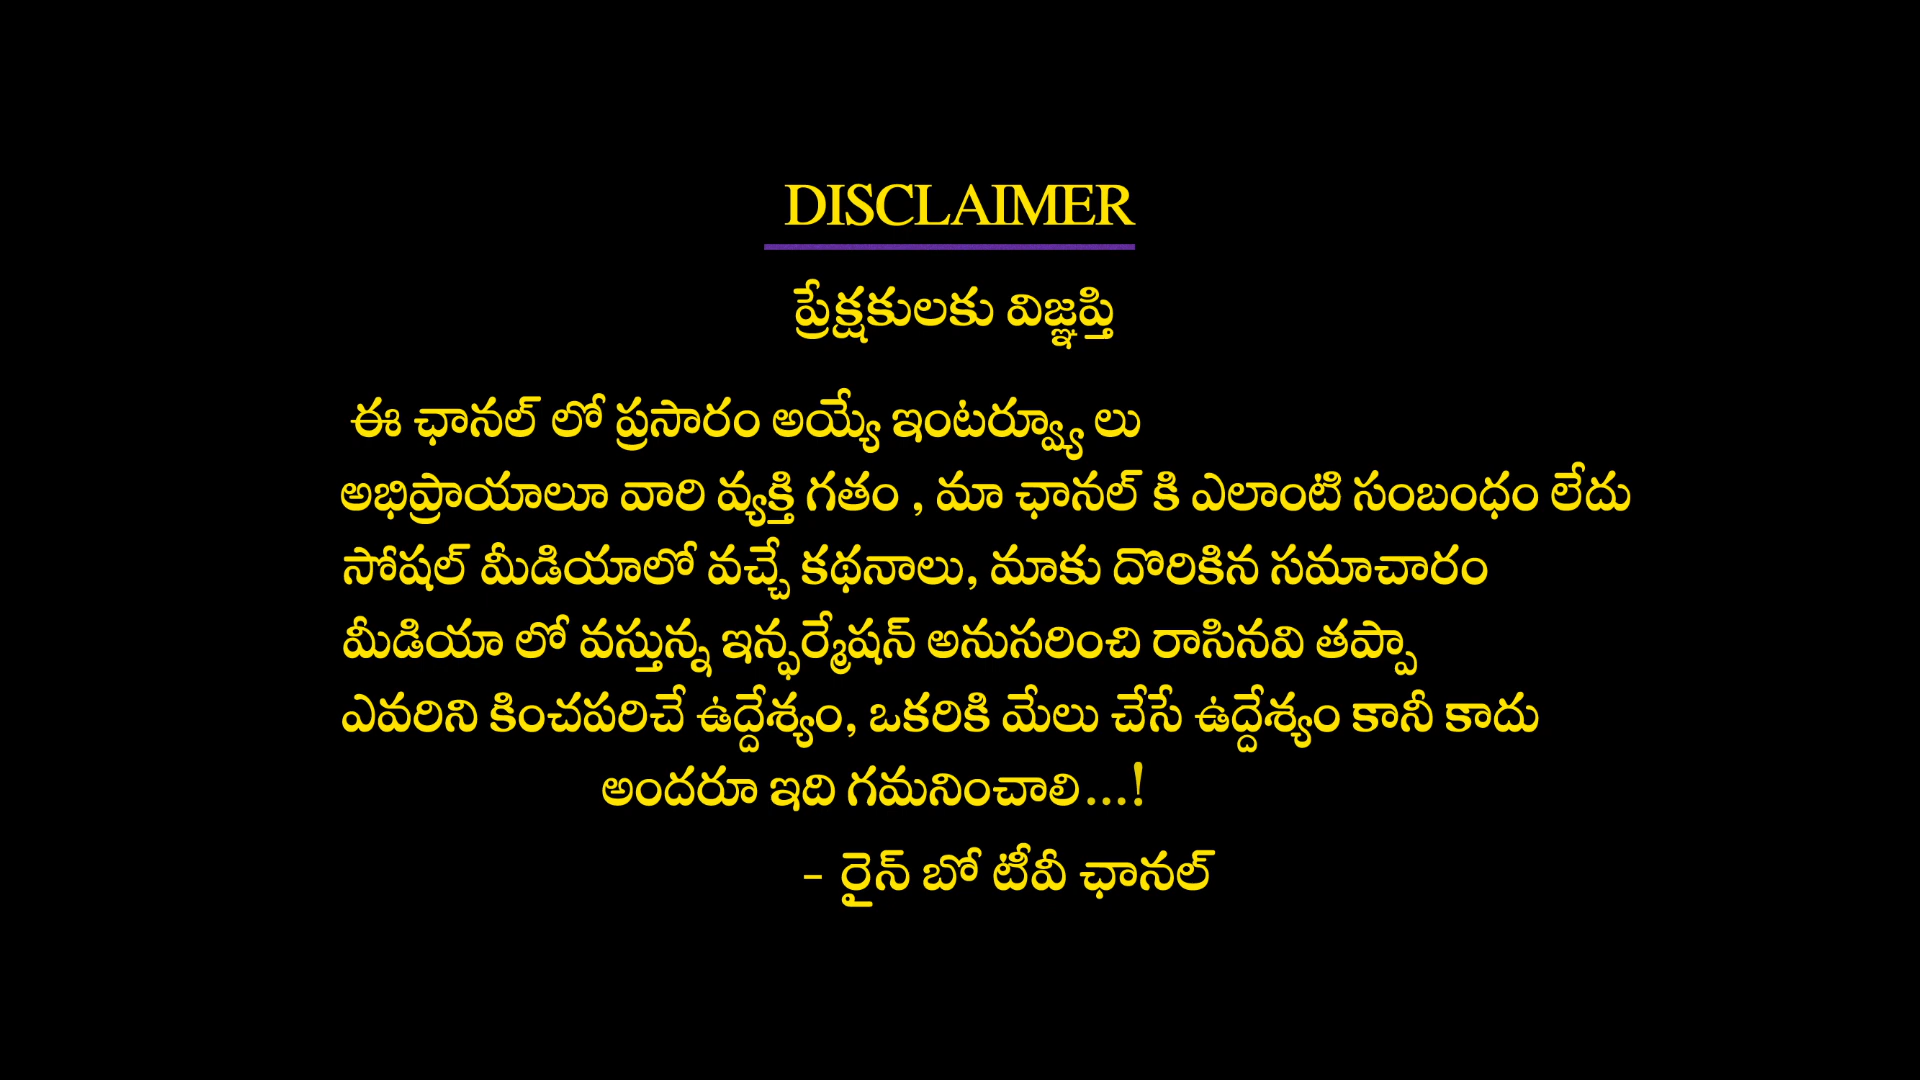 DISCLAIMER
ప్రేక్షకులకు విజ్ఞప్తి
ఈ ఛానల్ లో ప్రసారం అయ్యే ఇంటర్వ్యూ లు
అభిప్రాయాలూ వారి వ్యక్తి గతం , మా ఛానల్ కి ఎలాంటి సంబంధం లేదు
సోషల్ మీడియాలో వచ్చే కథనాలు, మాకు దొరికిన సమాచారం
మీడియా లో వస్తున్న ఇన్ఫర్మేషన్ అనుసరించి రాసినవి తప్పా
ఎవరిని కించపరిచే ఉద్దేశ్యం, ఒకరికి మేలు చేసే ఉద్దేశ్యం కానీ కాదు
అందరూ ఇది గమనించాలి...!
- రైన్ బో టీవీ ఛానల్